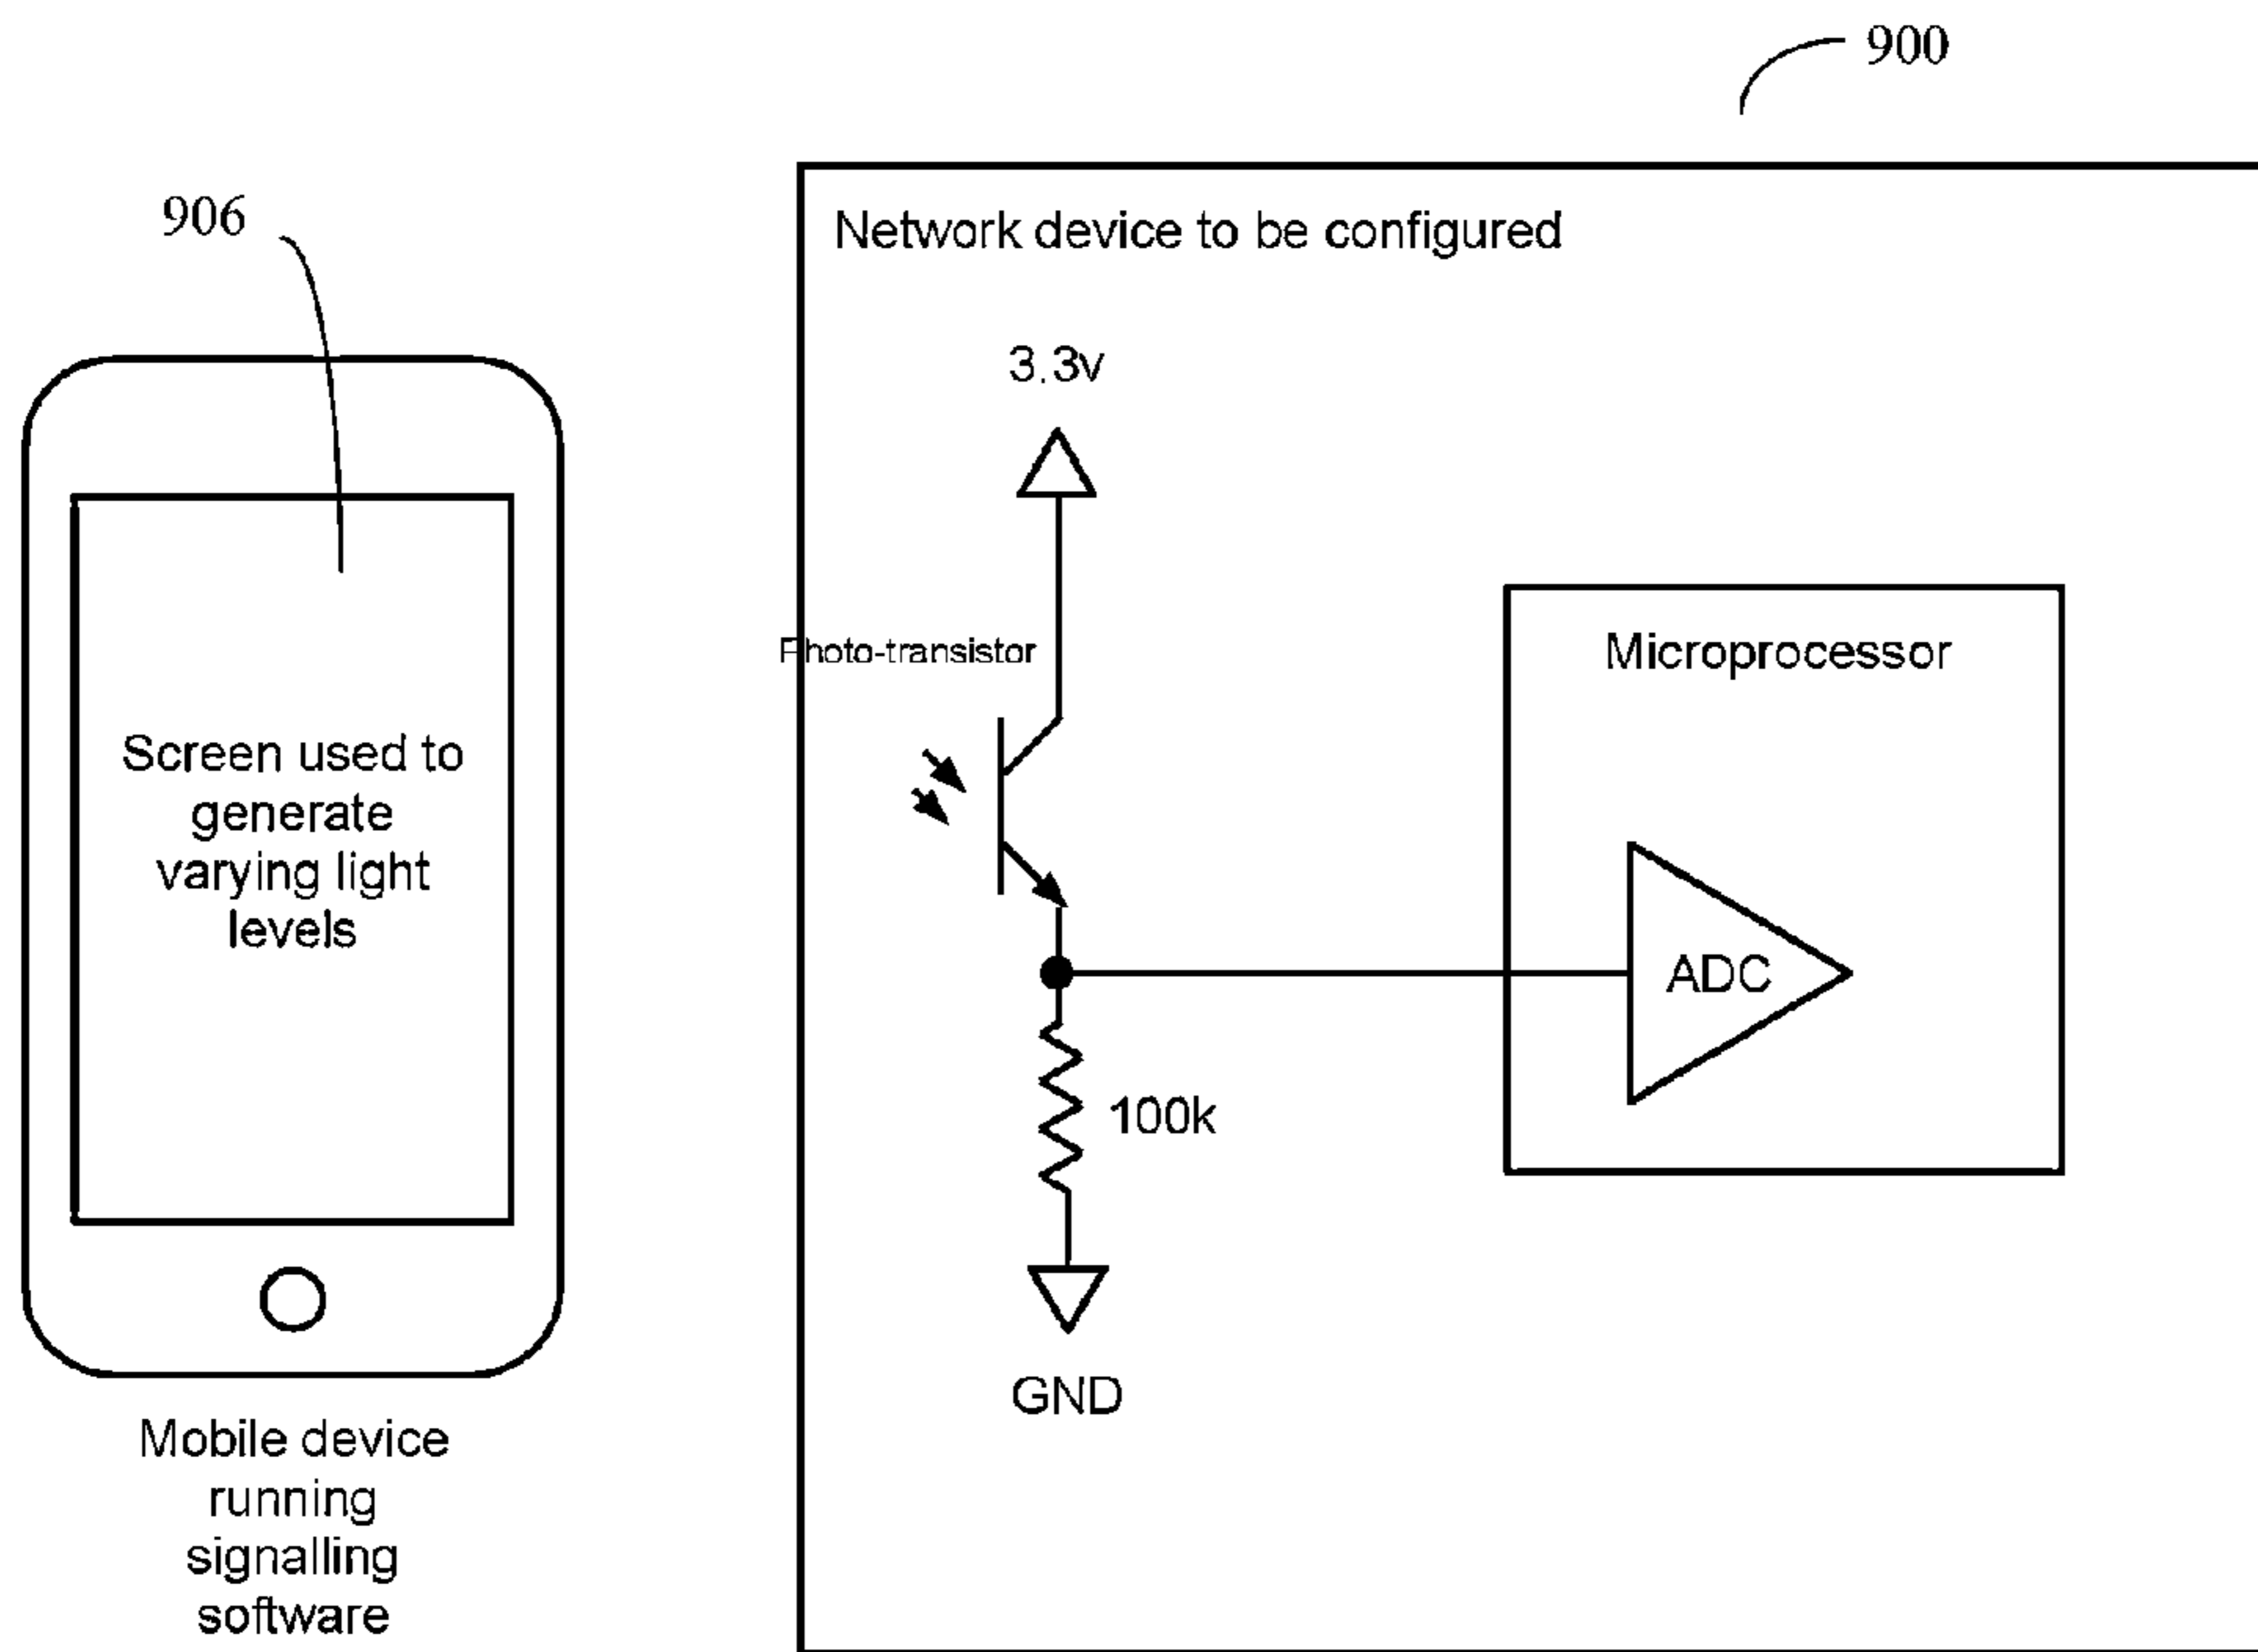 900
906
Network device to be configured
3.3v
Photo-transistor
Microprocessor
Screen used to
generate
varying light
levels
ADC
100k
GND
Mobile device
running
signalling
software